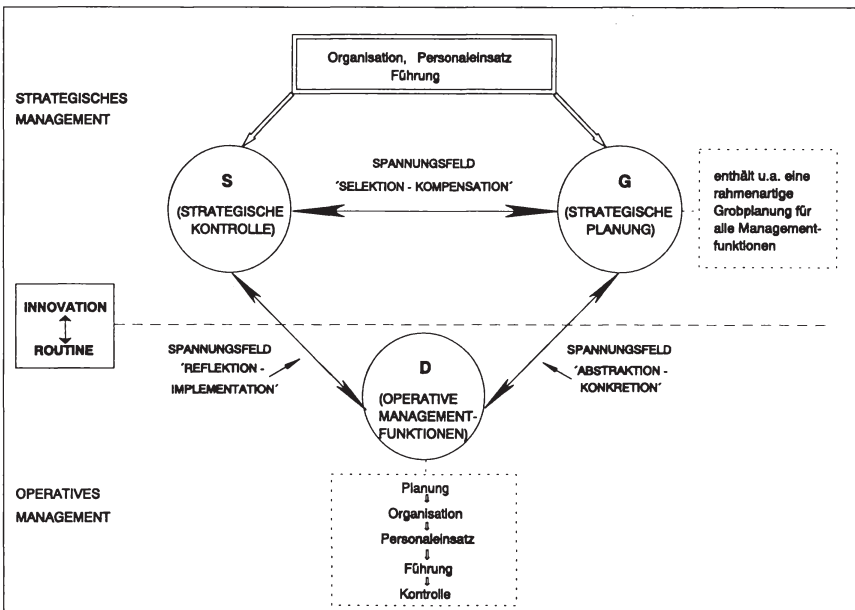 Organisation, Personaleinsatz
Führung
STRATEGISCHES
MANAGEMENT
SPANNUNGSFELD
´SELEKTION - KOMPENSATION´
S
(STRATEGISCHE
KONTROLLE)
G
(STRATEGISCHE
PLANUNG)
enthält u.a. eine
rahmenartige
Grobplanung für
alle Management-
funktionen
INNOVATION
ROUTINE
SPANNUNGSFELD
´REFLEKTION -
IMPLEMENTATION´
SPANNUNGSFELD
´ABSTRAKTION -
KONKRETION´
D
(OPERATIVE
MANAGEMENT-
FUNKTIONEN)
OPERATIVES
MANAGEMENT
Planung
Organisation
Personaleinsatz
Führung
Kontrolle